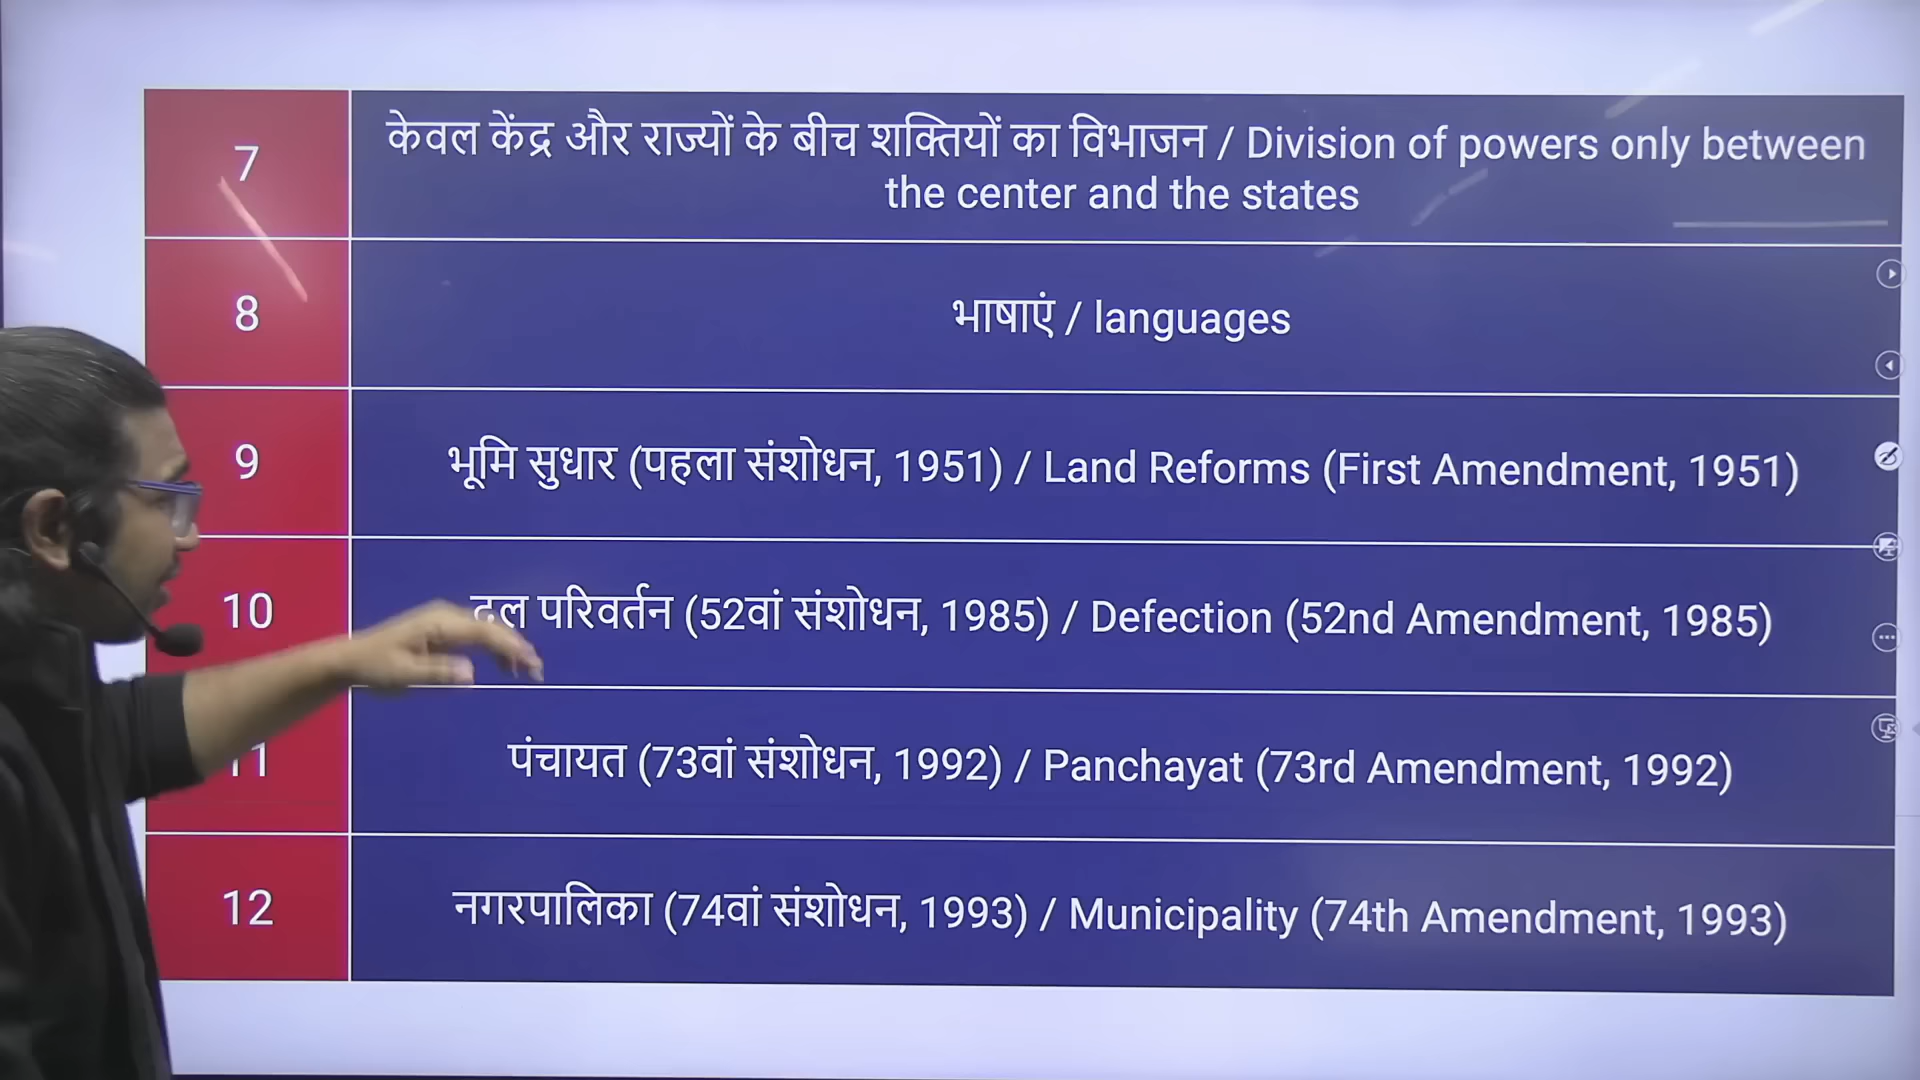 7
केवल केंद्र और राज्यों के बीच शक्तियों का विभाजन / Division of powers only between
the center and the states
8
भाषाएं / languages
9
भूमि सुधार (पहला संशोधन, 1951) / Land Reforms (First Amendment, 1951)
10
दल परिवर्तन (52वां संशोधन, 1985) / Defection (52nd Amendment, 1985)
11
पंचायत (73वां संशोधन, 1992) / Panchayat (73rd Amendment, 1992)
12
नगरपालिका (74वां संशोधन, 1993) / Municipality (74th Amendment, 1993)